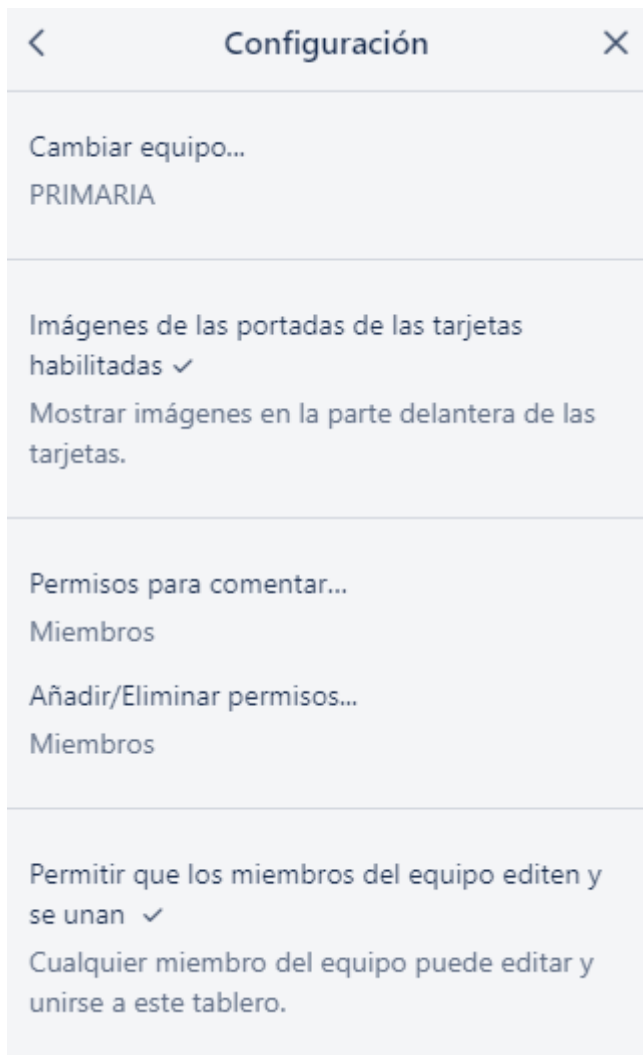 Configuración
Cambiar equipo...
PRIMARIA
Imágenes de las portadas de las tarjetas
habilitadas ✓
Mostrar imágenes en la parte delantera de las
tarjetas.
Permisos para comentar...
Miembros
Añadir/Eliminar permisos...
Miembros
Permitir que los miembros del equipo editen y
se unan ✓
Cualquier miembro del equipo puede editar y
unirse a este tablero.